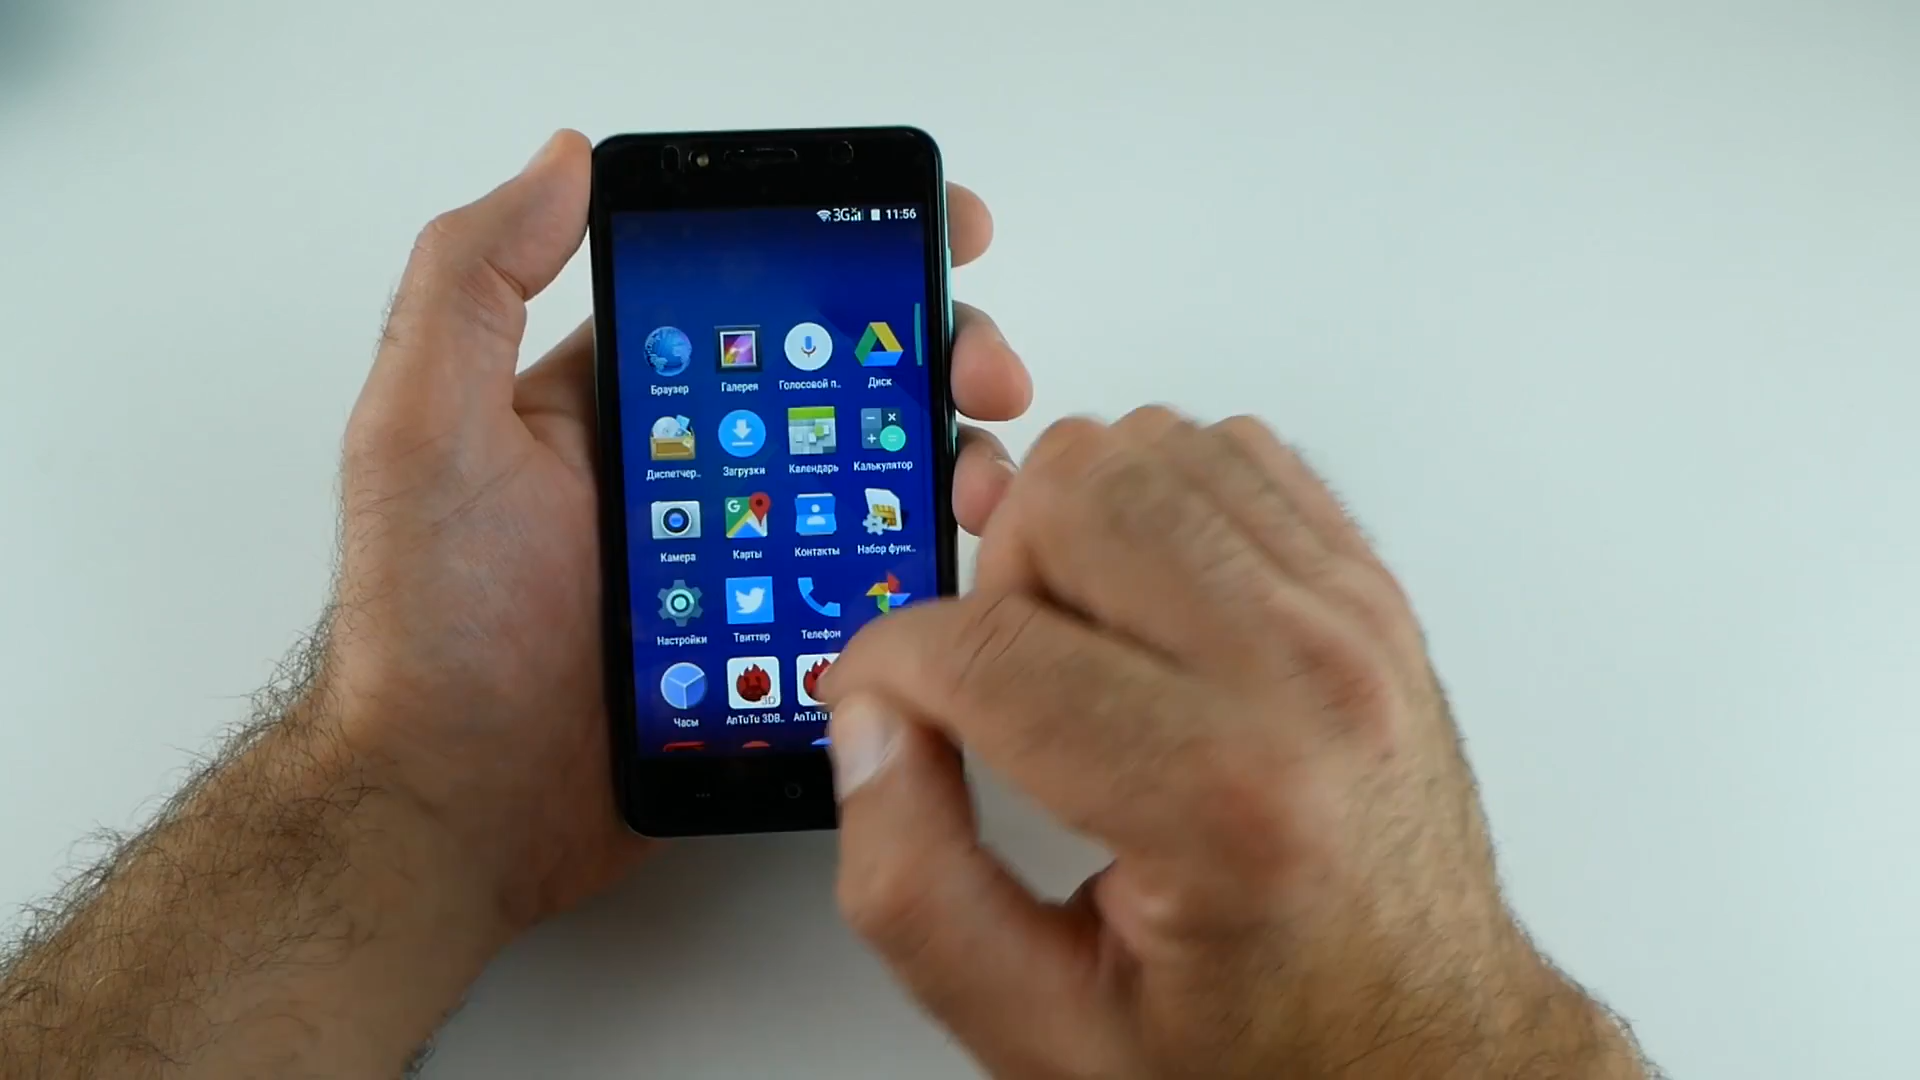 3G 11:56
Браузер Галерея Голосовой п.. Диск
Диспетчер.. Загрузки Календарь Калькулятор
Камера Карты Контакты Набор функ..
Настройки Твиттер Телефон
Часы AnTuTu 3DB.. AnTuTu